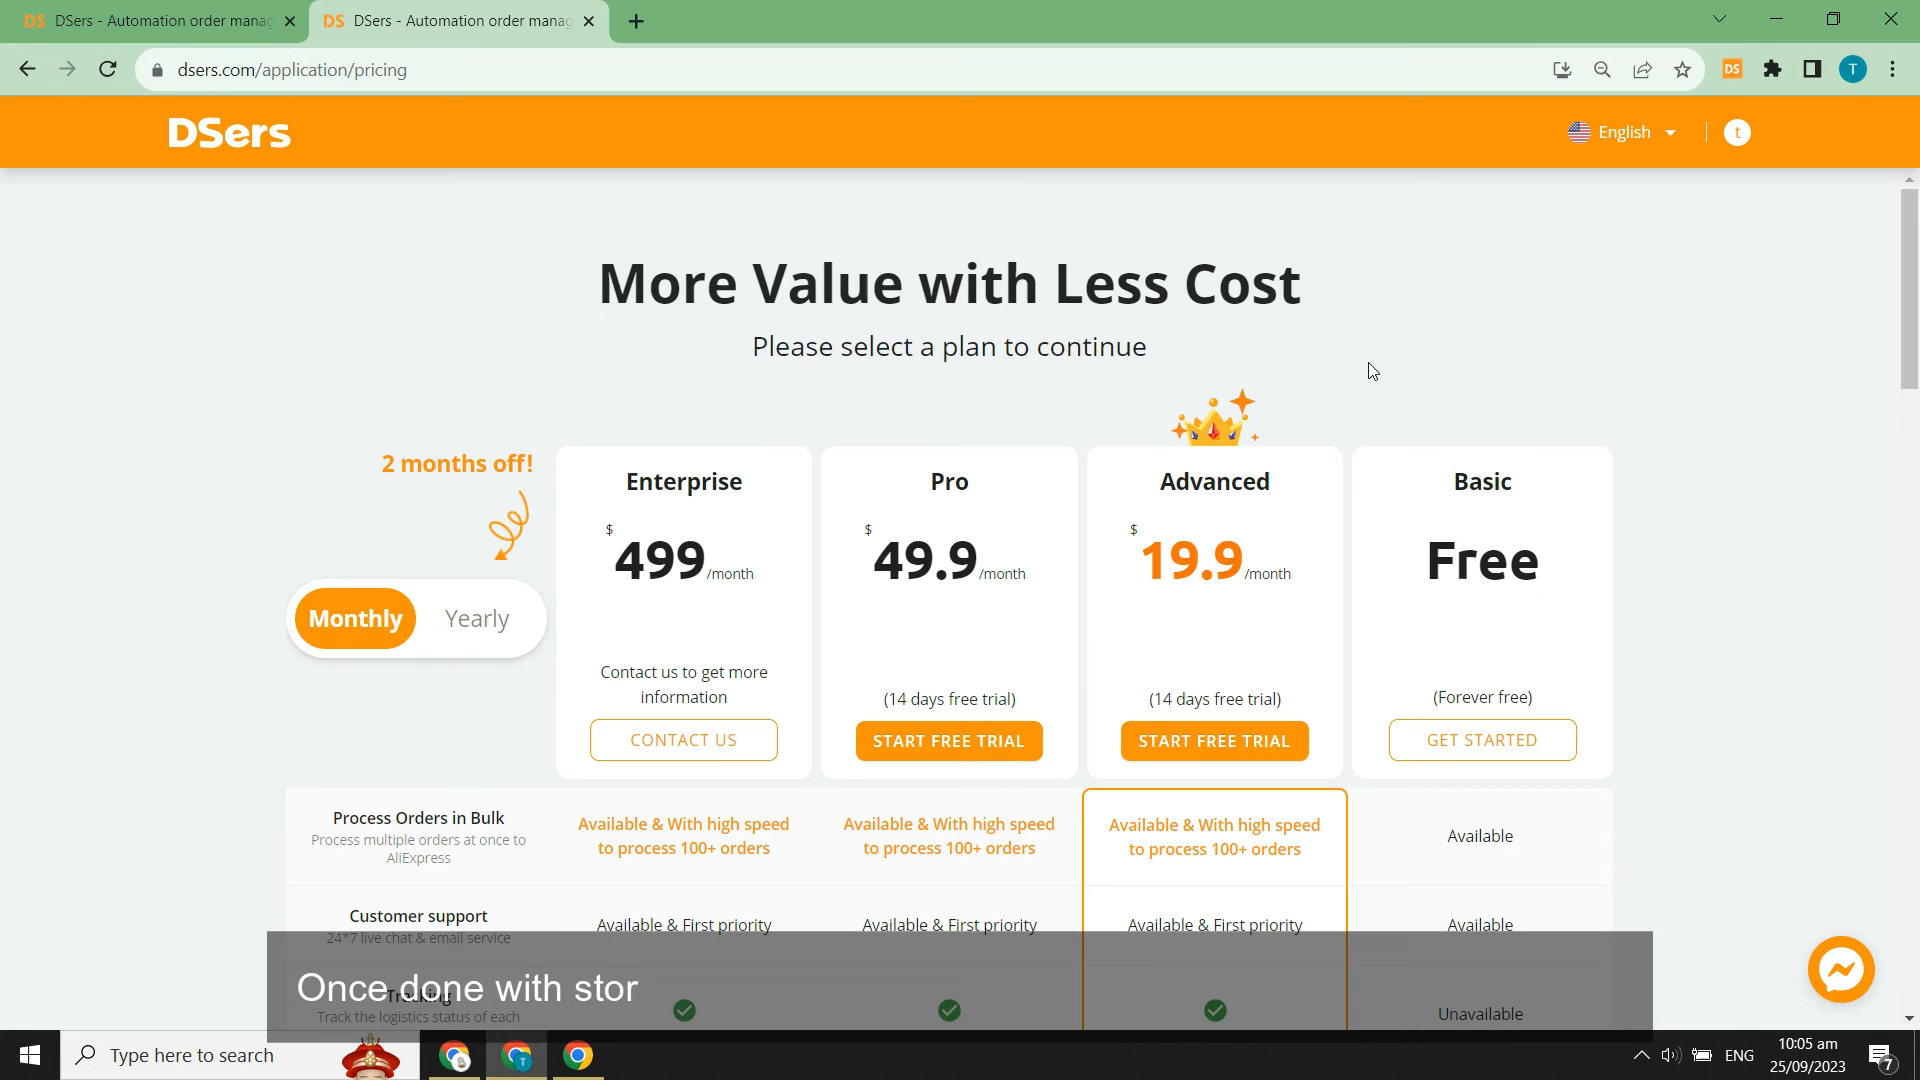 DS DSers - Automation order manag
DS DSers - Automation order manag
dsers.com/application/pricing
DS
T
DSers
English
t
More Value with Less Cost
Please select a plan to continue
2 months off!
Monthly
Yearly
Enterprise
$499/month
Contact us to get more
information
CONTACT US
Pro
$49.9/month
(14 days free trial)
START FREE TRIAL
Advanced
$19.9/month
(14 days free trial)
START FREE TRIAL
Basic
Free
(Forever free)
GET STARTED
Process Orders in Bulk
Process multiple orders at once to
AliExpress
Available & With high speed
to process 100+ orders
Available & With high speed
to process 100+ orders
Available & With high speed
to process 100+ orders
Available
Customer support
24*7 live chat & email service
Available & First priority
Available & First priority
Available & First priority
Available
Tracking
Track the logistics status of each
Unavailable
Once done with stor
Type here to search
T
ENG
10:05 am
25/09/2023
7